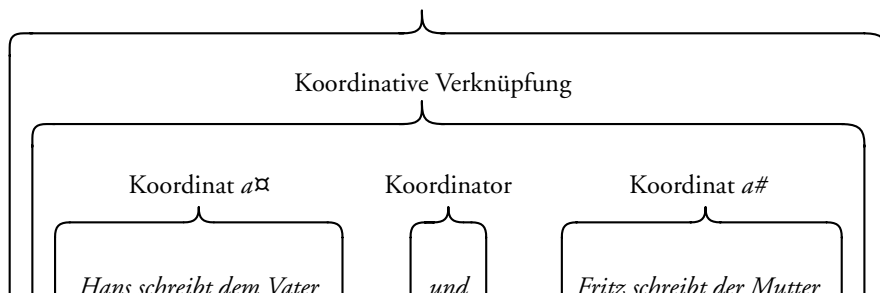 Koordinative Verknüpfung
Koordinat a¤ Koordinator Koordinat a#
Hans schreibt dem Vater und Fritz schreibt der Mutter